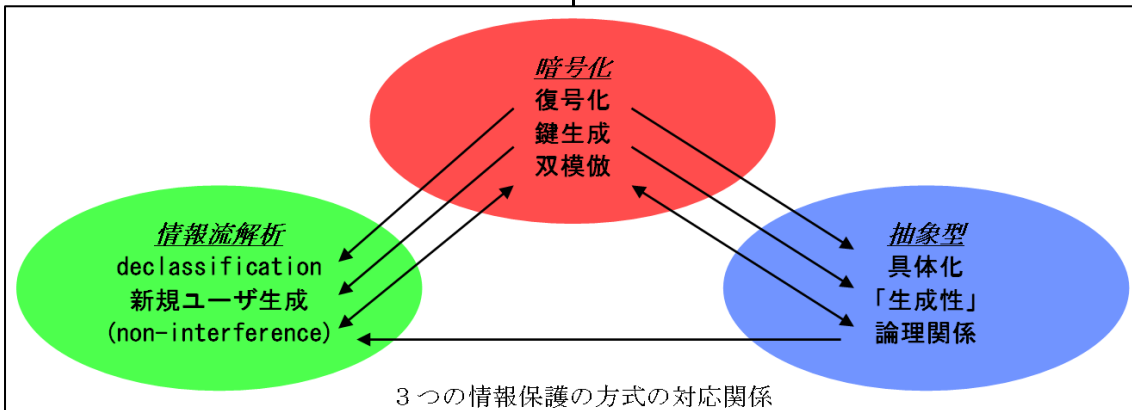 暗号化
復号化
鍵生成
双模倣
情報流解析
declassification
新規ユーザ生成
(non-interference)
抽象型
具体化
「生成性」
論理関係
3つの情報保護の方式の対応関係